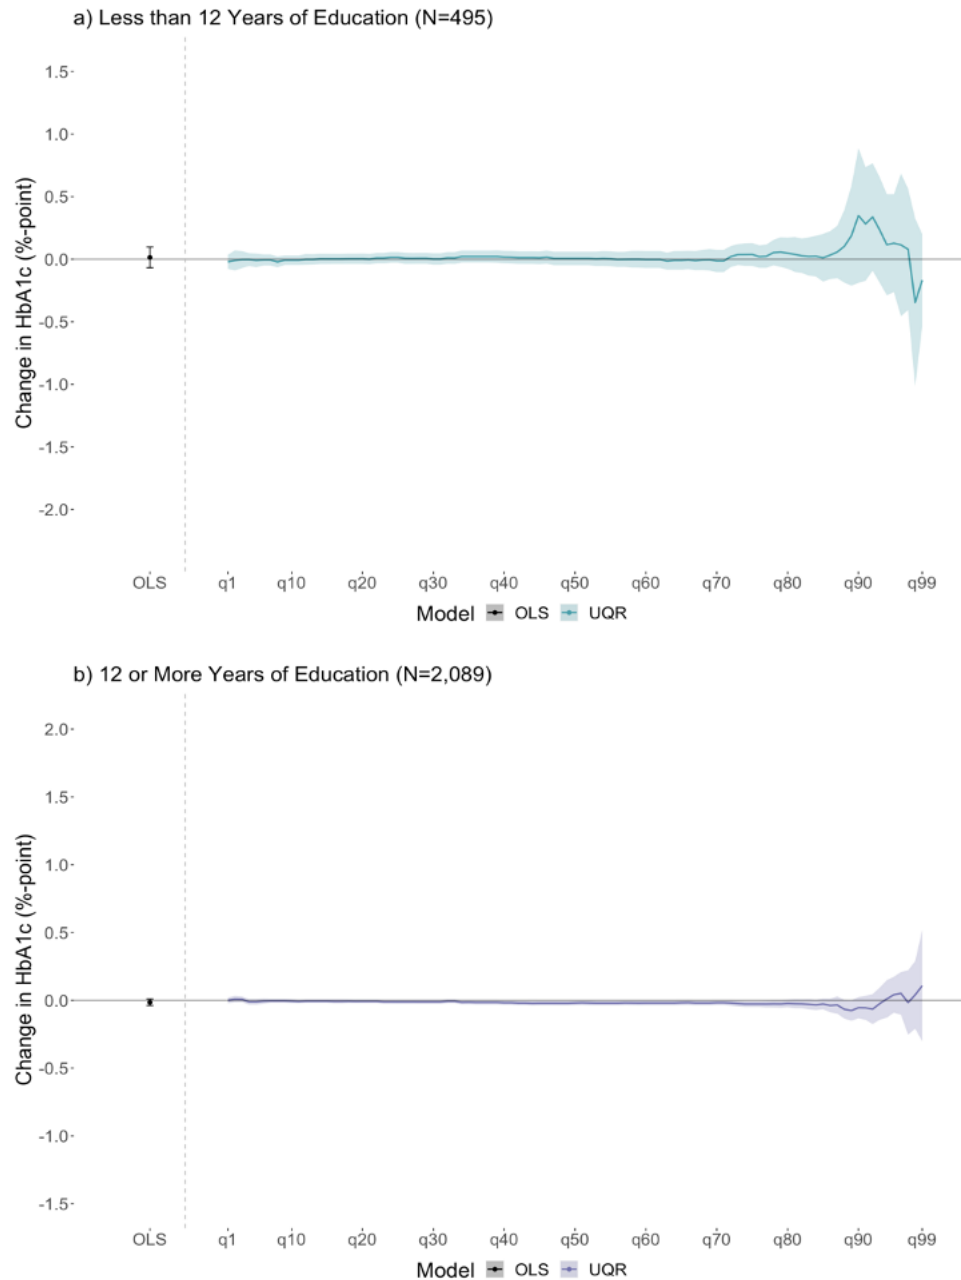 a) Less than 12 Years of Education (N=495)
1.5
1.0
0.5
0.0
-0.5
-1.0
-1.5
-2.0
Change in HbA1c (%-point)
OLS q1 q10 q20 q30 q40 q50 q60 q70 q80 q90 q99
Model OLS UQR
b) 12 or More Years of Education (N=2,089)
2.0
1.5
1.0
0.5
0.0
-0.5
-1.0
-1.5
Change in HbA1c (%-point)
OLS q1 q10 q20 q30 q40 q50 q60 q70 q80 q90 q99
Model OLS UQR